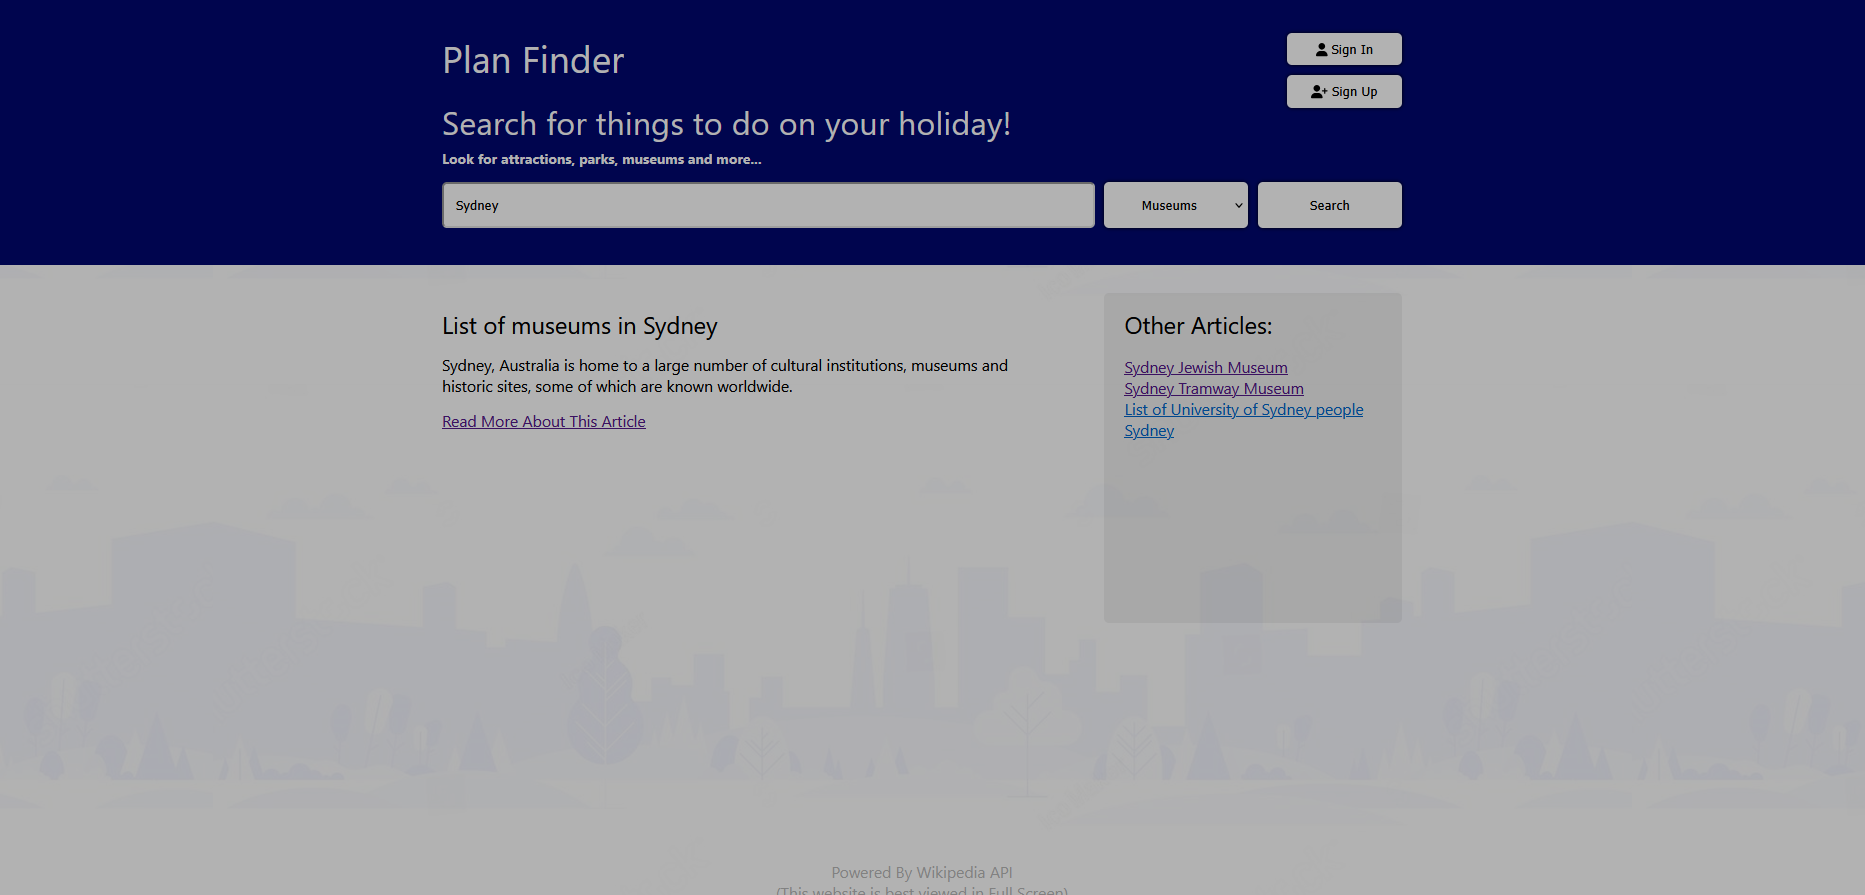 Plan Finder
Sign In
Sign Up
Search for things to do on your holiday!
Look for attractions, parks, museums and more...
Sydney
Museums
Search
List of museums in Sydney
Sydney, Australia is home to a large number of cultural institutions, museums and
historic sites, some of which are known worldwide.
Read More About This Article
Other Articles:
Sydney Jewish Museum
Sydney Tramway Museum
List of University of Sydney people
Sydney
Powered By Wikipedia API
(This website is best viewed in Full Screen)